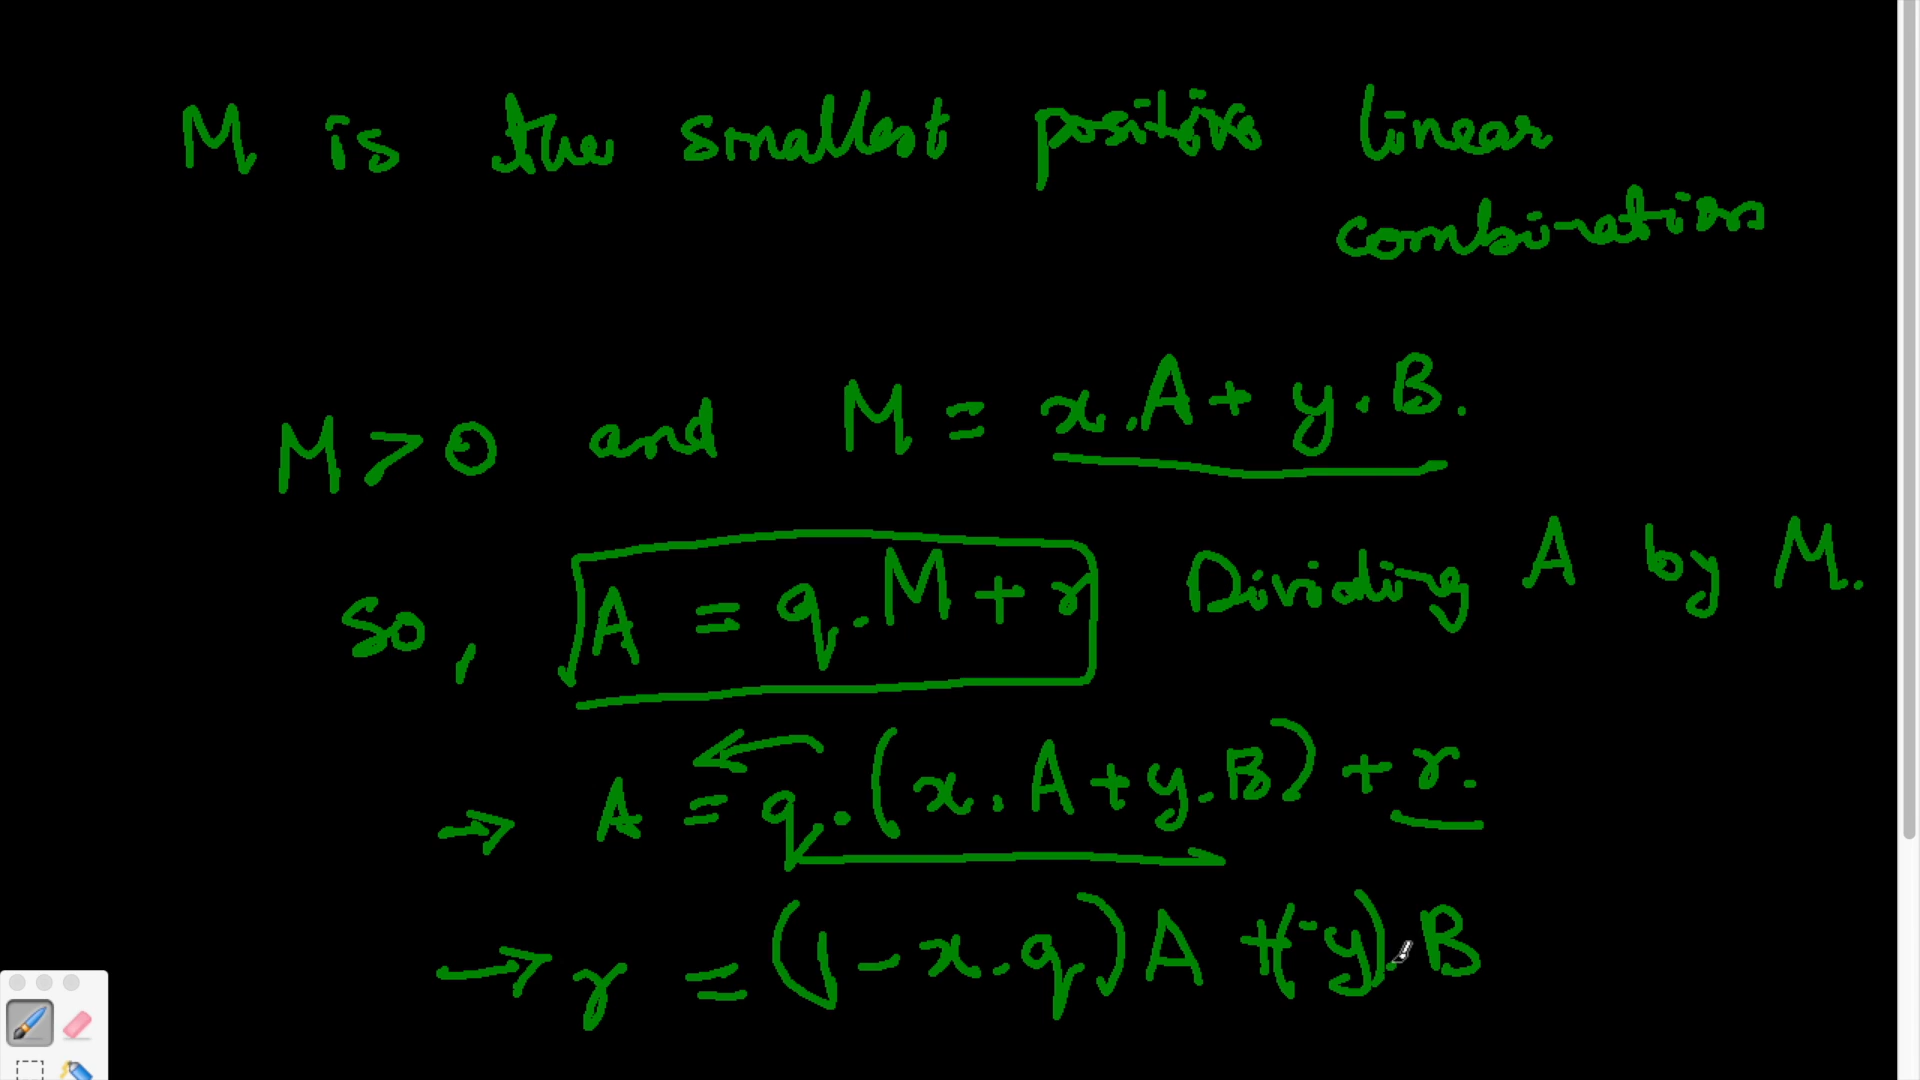 M is the smallest positive linear
combination
M > 0 and M = x.A + y.B.
So, A = q.M + r Dividing A by M.
→ A = q.(x.A + y.B) + r.
→ r = (1 - x.q)A + (-y).B